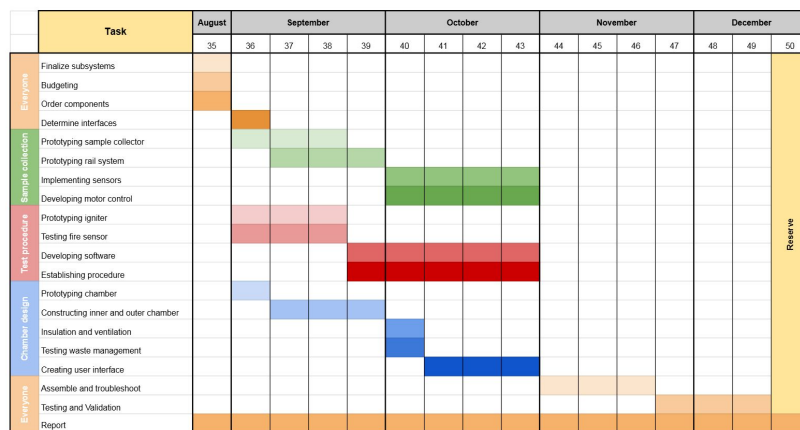 Task
August
September
October
November
December
35 36 37 38 39 40 41 42 43 44 45 46 47 48 49 50
Everyone
Finalize subsystems
Budgeting
Order components
Determine interfaces
Sample collection
Prototyping sample collector
Prototyping rail system
Implementing sensors
Developing motor control
Test procedure
Prototyping igniter
Testing fire sensor
Developing software
Establishing procedure
Chamber design
Prototyping chamber
Constructing inner and outer chamber
Insulation and ventilation
Testing waste management
Creating user interface
Everyone
Assemble and troubleshoot
Testing and Validation
Report
Reserve